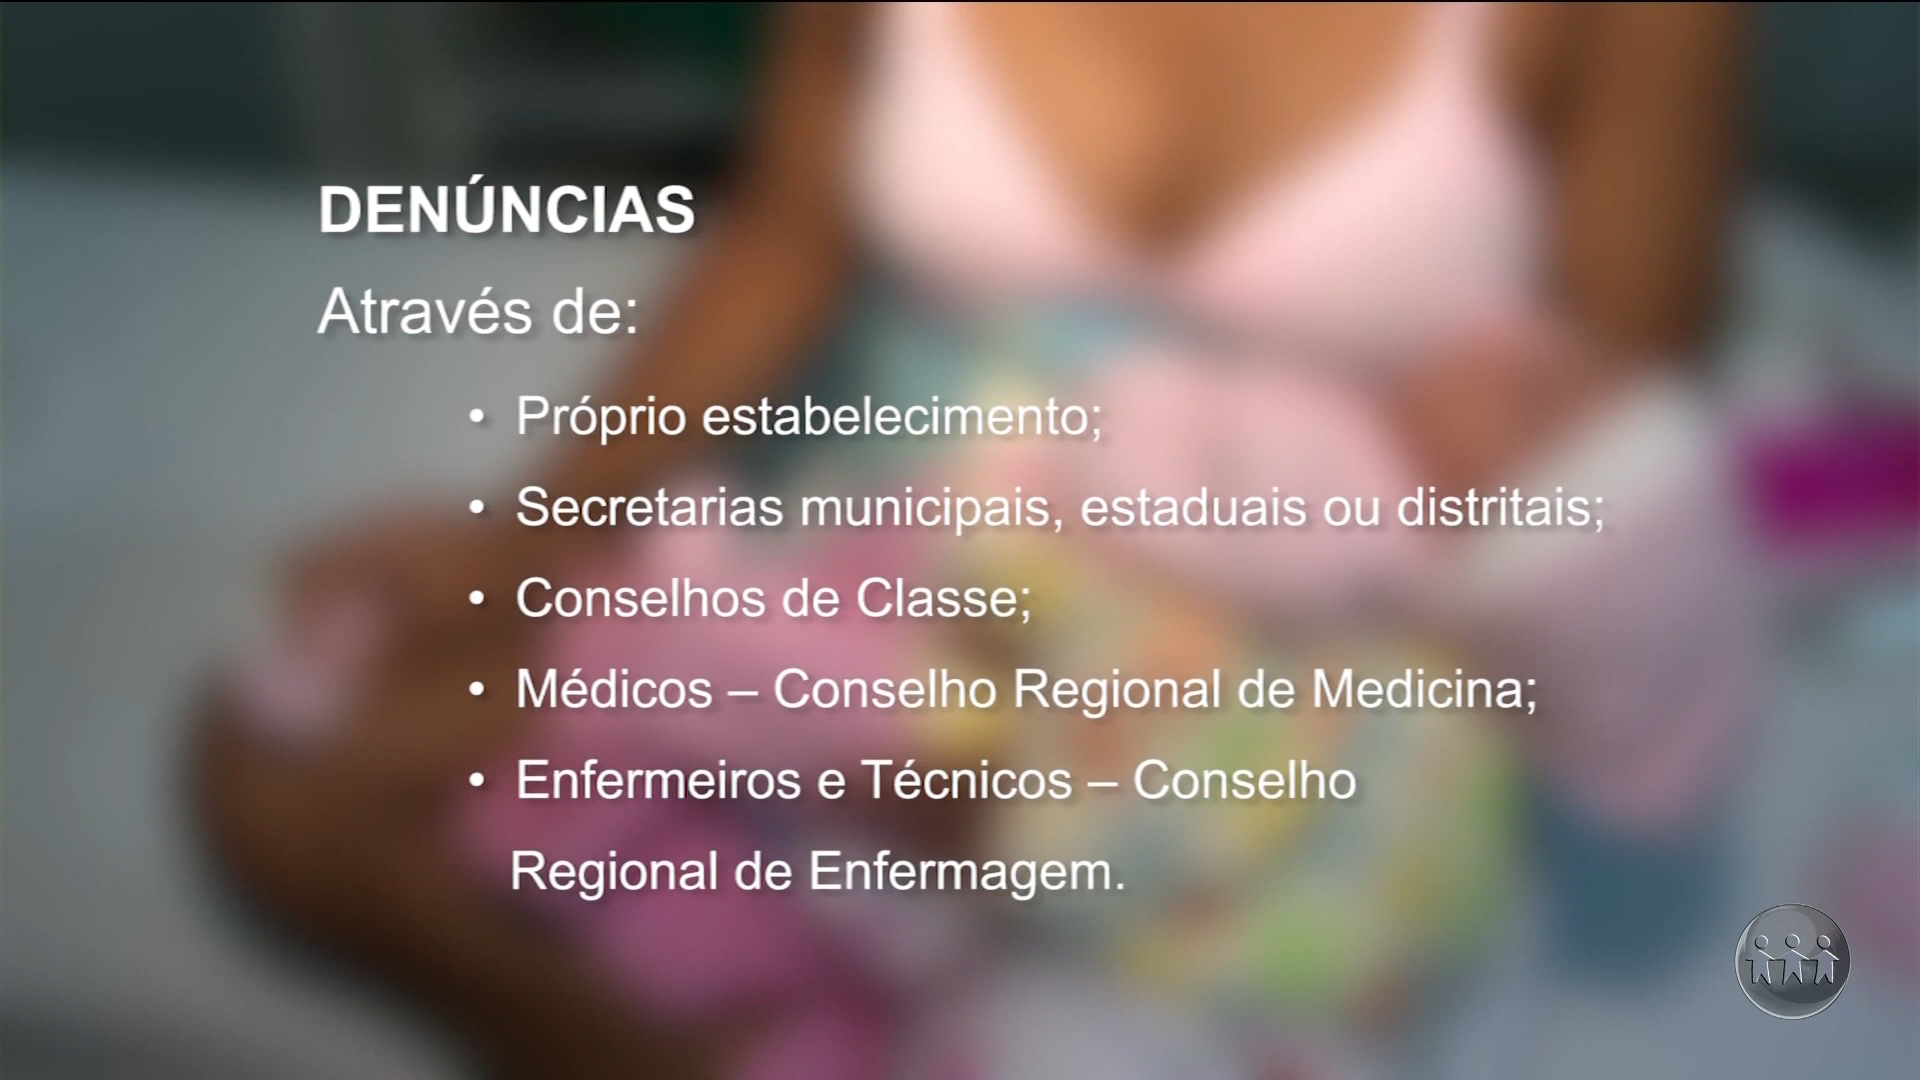 DENÚNCIAS
Através de:
• Próprio estabelecimento;
• Secretarias municipais, estaduais ou distritais;
• Conselhos de Classe;
• Médicos – Conselho Regional de Medicina;
• Enfermeiros e Técnicos – Conselho
Regional de Enfermagem.